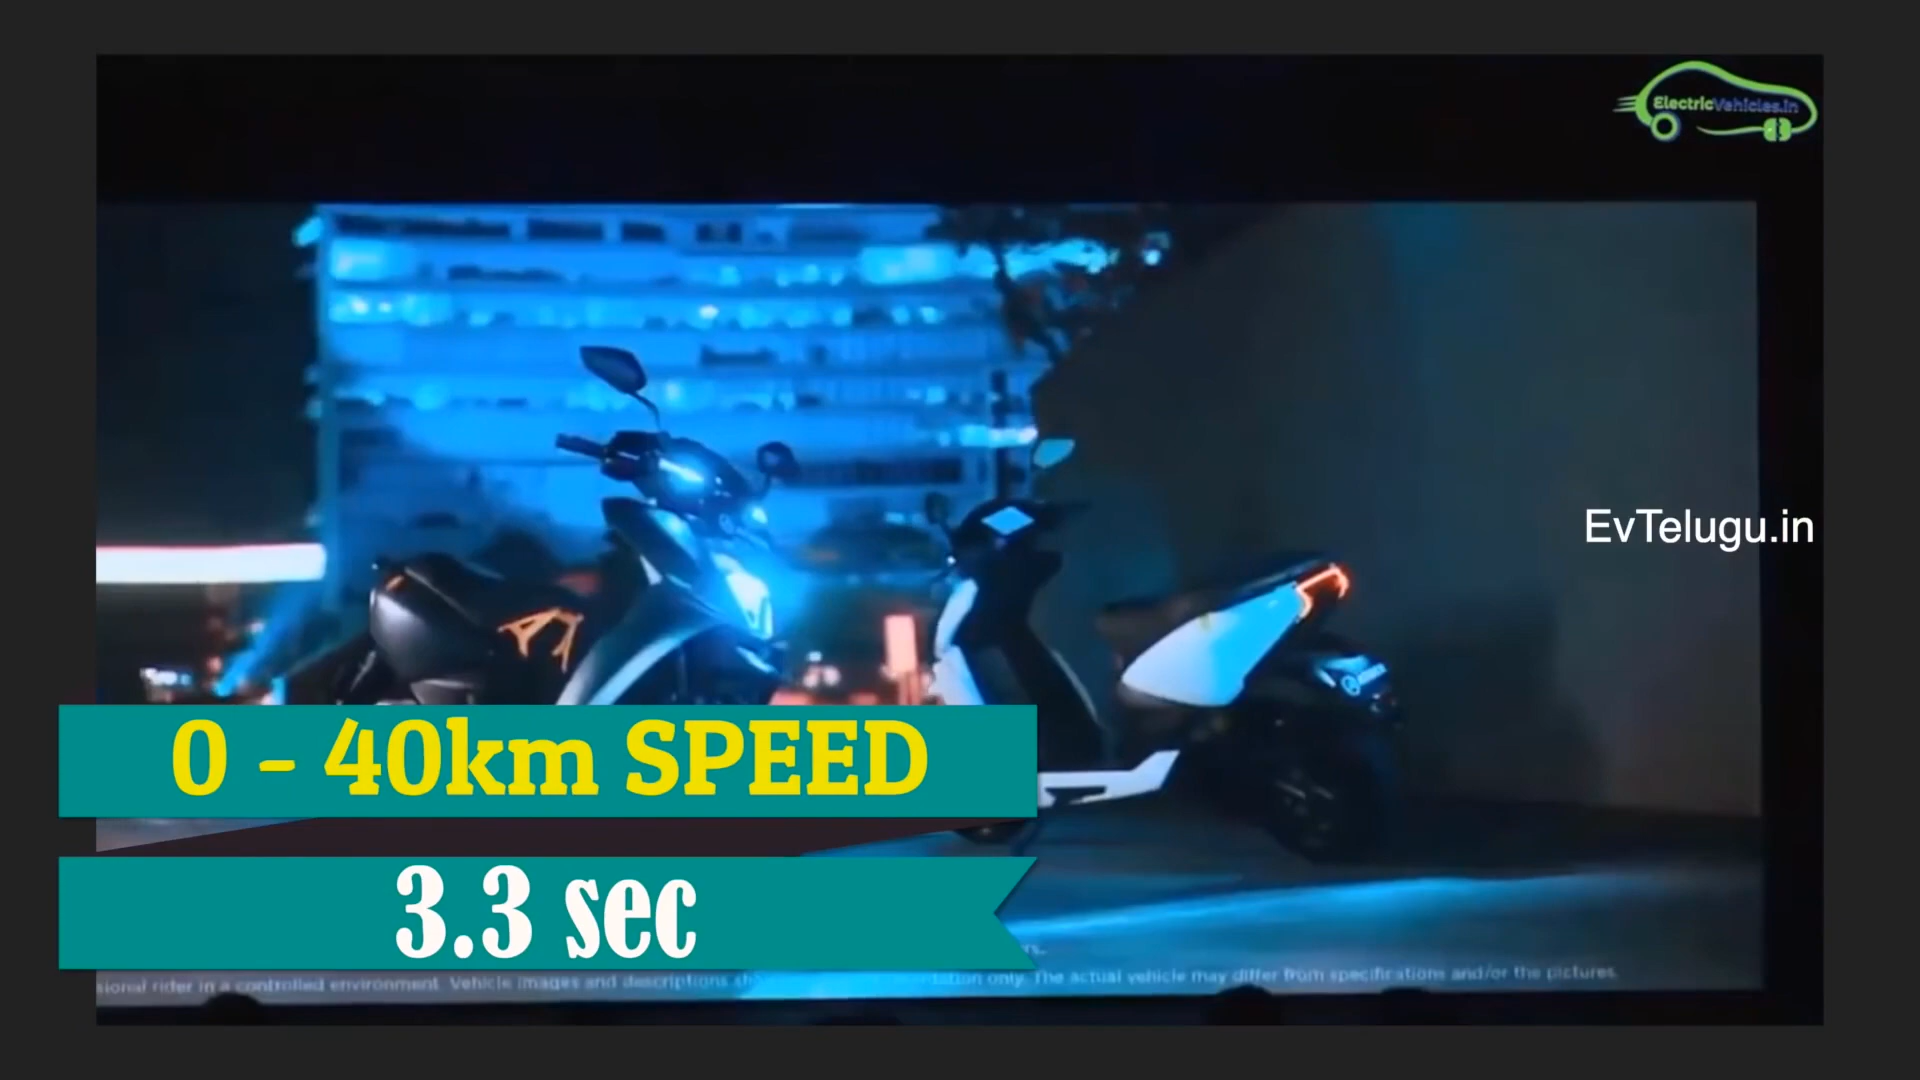 ElectricVehicles.in
EvTelugu.in
0 - 40km SPEED
3.3 sec
rider in a controlled environment. Vehicle images and descriptions
only. The actual vehicle may differ from specifications and/or the pictures.